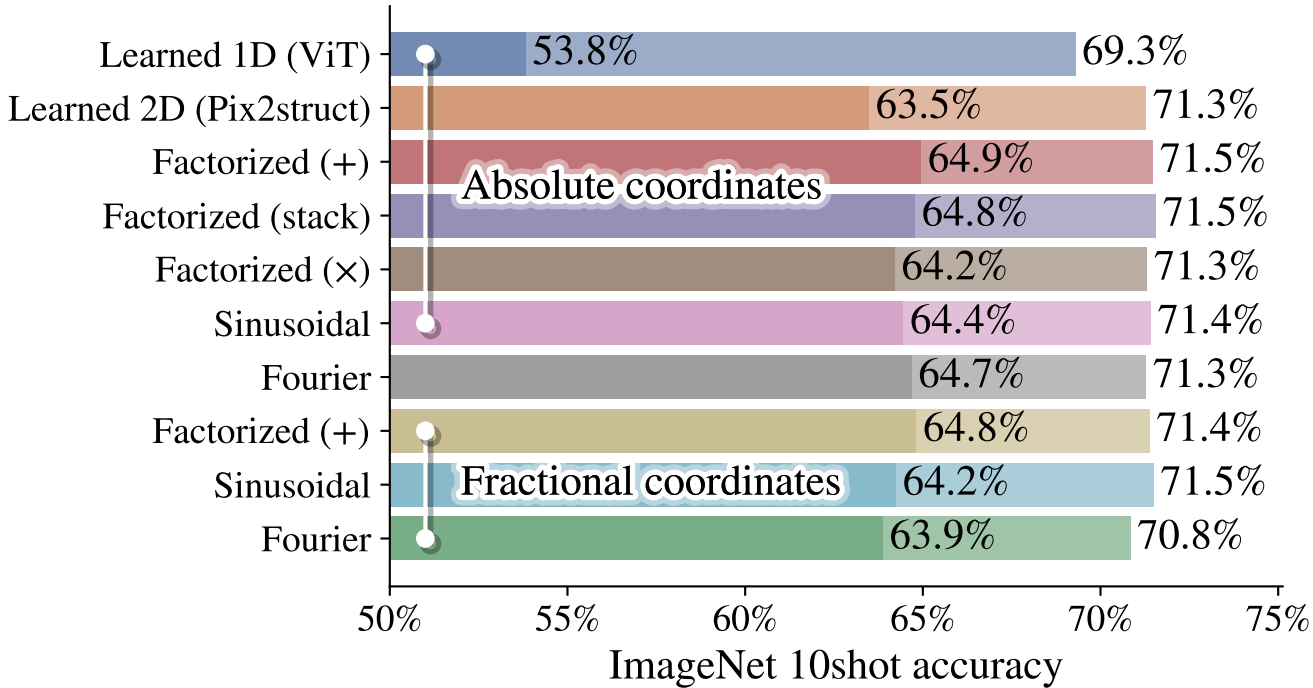 Learned 1D (ViT) 53.8% 69.3%
Learned 2D (Pix2struct) 63.5% 71.3%
Factorized (+) 64.9% 71.5%
Absolute coordinates
Factorized (stack) 64.8% 71.5%
Factorized (×) 64.2% 71.3%
Sinusoidal 64.4% 71.4%
Fourier 64.7% 71.3%
Factorized (+) 64.8% 71.4%
Sinusoidal Fractional coordinates 64.2% 71.5%
Fourier 63.9% 70.8%
50% 55% 60% 65% 70% 75%
ImageNet 10shot accuracy